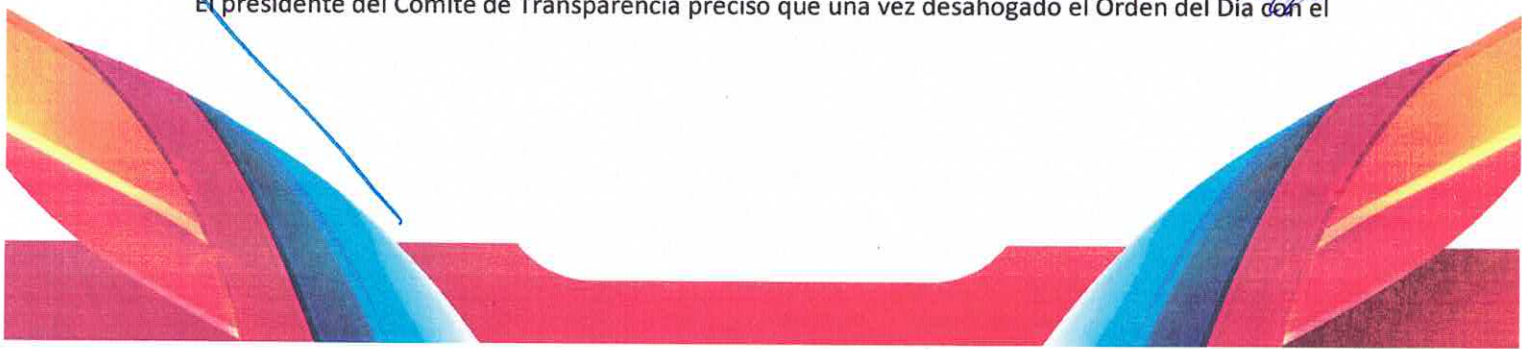 El presidente del Comité de Transparencia precisó que una vez desahogado el Orden del Día con el